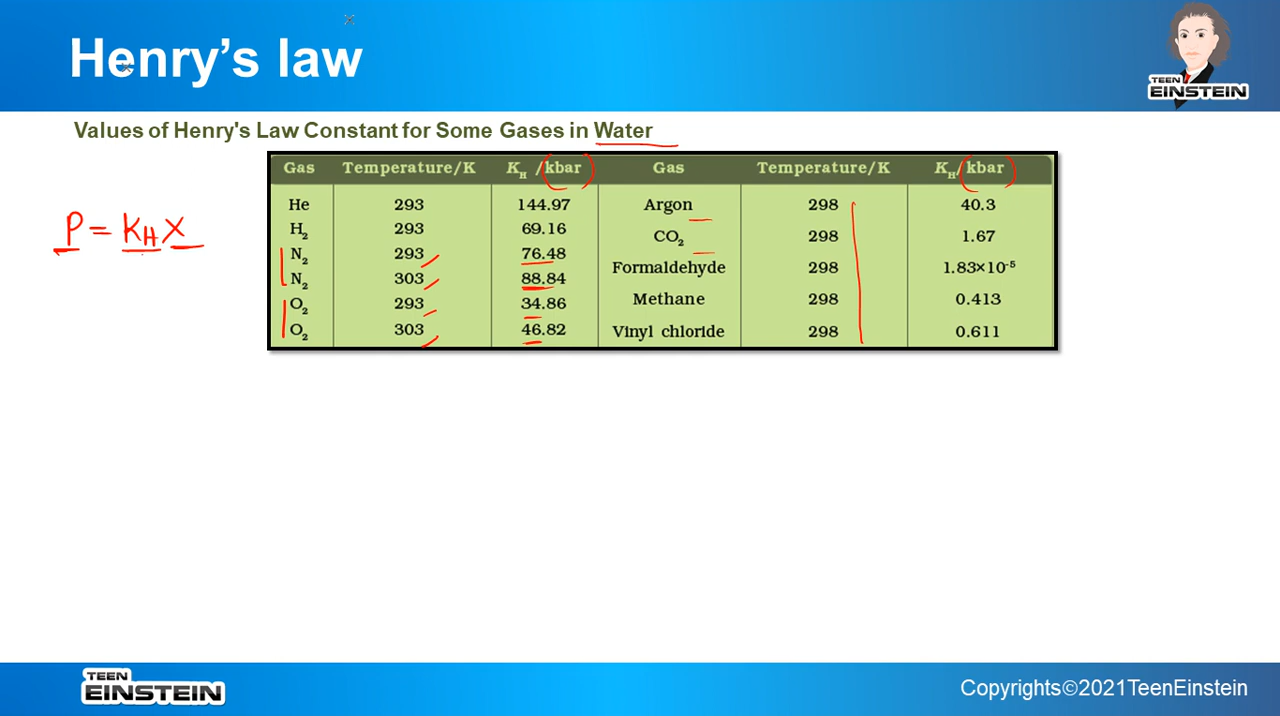 Henry's law
TEEN
EINSTEIN
Values of Henry's Law Constant for Some Gases in Water
Gas Temperature/K KH /kbar Gas Temperature/K KH/kbar
He 293 144.97 Argon 298 40.3
H2 293 69.16 CO2 298 1.67
N2 293 76.48 Formaldehyde 298 1.83×10-5
N2 303 88.84 Methane 298 0.413
O2 293 34.86 Vinyl chloride 298 0.611
O2 303 46.82
P = KH X
TEEN
EINSTEIN
Copyrights©2021TeenEinstein